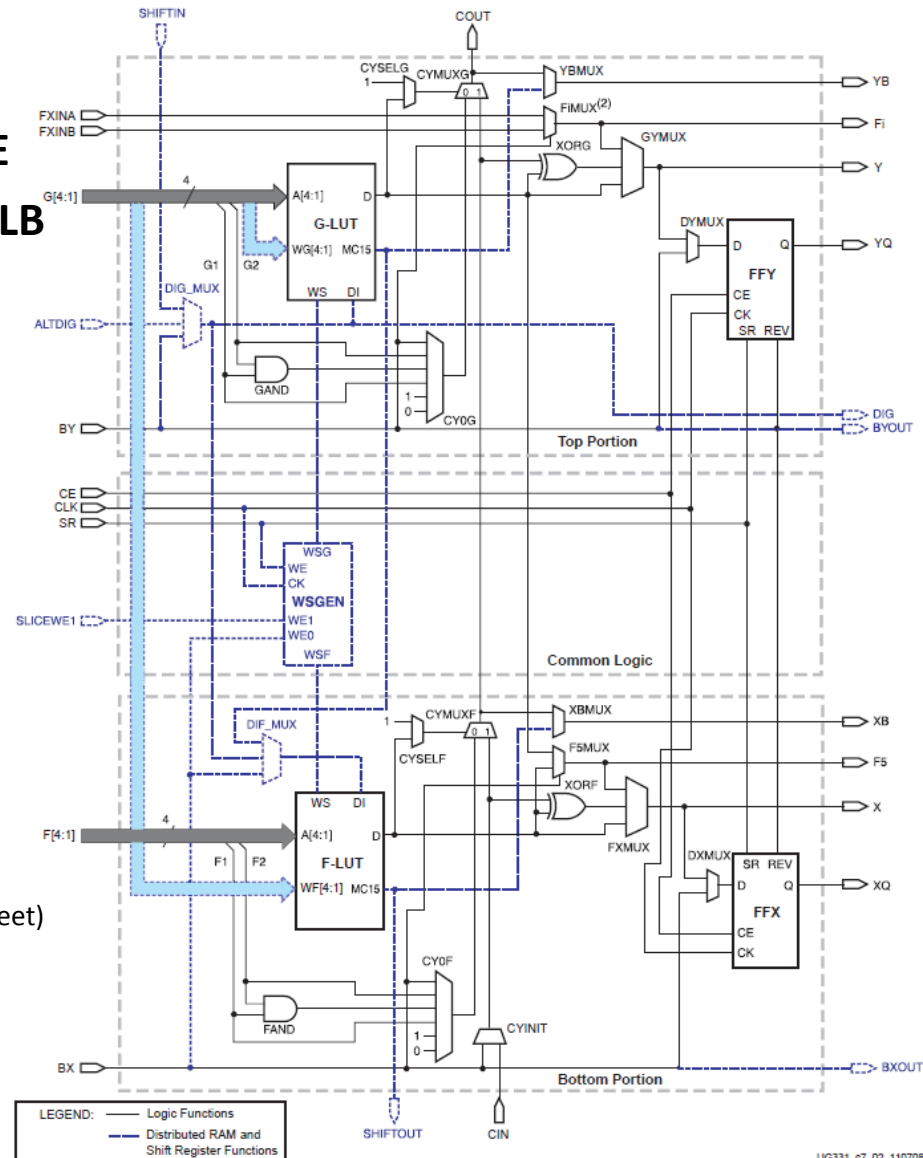 SHIFTIN
COUT
CYSELG
CYMUXG
YBMUX
YB
1
0 1
FXINA
FXINB
FiMUX(2)
Fi
E
XORG
GYMUX
Y
G[4:1]
4
A[4:1]
D
LB
G-LUT
WG[4:1]
MC15
DYMUX
D
Q
YQ
G1
G2
FFY
DIG_MUX
WS
DI
CE
CK
ALTDIG
SR
REV
GAND
1
0
CY0G
DIG
BY
BYOUT
Top Portion
CE
CLK
SR
WSG
WE
CK
WSGEN
SLICEWE1
WE1
WE0
WSF
Common Logic
CYMUXF
XBMUX
1
0 1
XB
DIF_MUX
CYSELF
F5MUX
F5
XORF
WS
DI
X
F[4:1]
4
A[4:1]
D
FXMUX
F1
F2
F-LUT
DXMUX
SR
REV
WF[4:1]
MC15
D
Q
XQ
FFX
eet)
CE
CK
CY0F
FAND
CYINIT
1
0
BX
BXOUT
Bottom Portion
LEGEND:
Logic Functions
Distributed RAM and
Shift Register Functions
SHIFTOUT
CIN